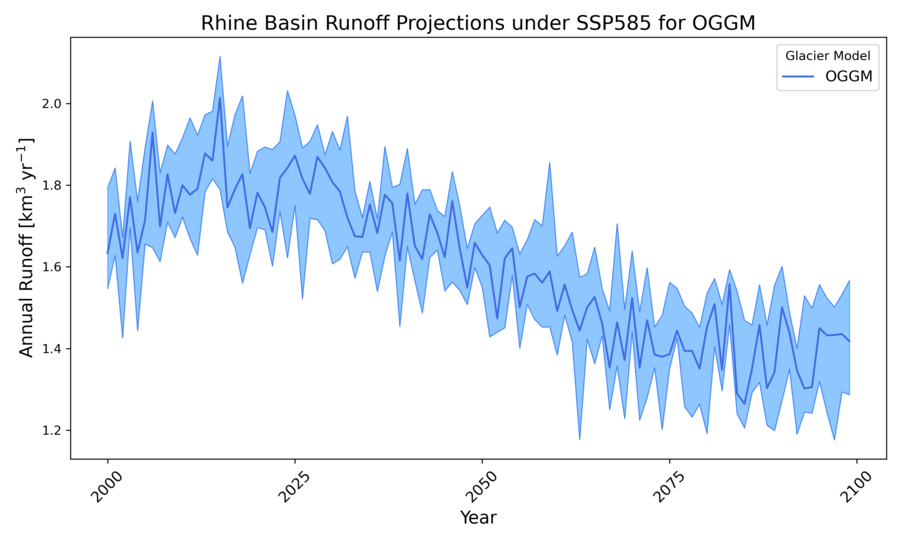 Rhine Basin Runoff Projections under SSP585 for OGGM
Glacier Model
OGGM
Annual Runoff [km³ yr⁻¹]
2.0
1.8
1.6
1.4
1.2
2000
2025
2050
2075
2100
Year